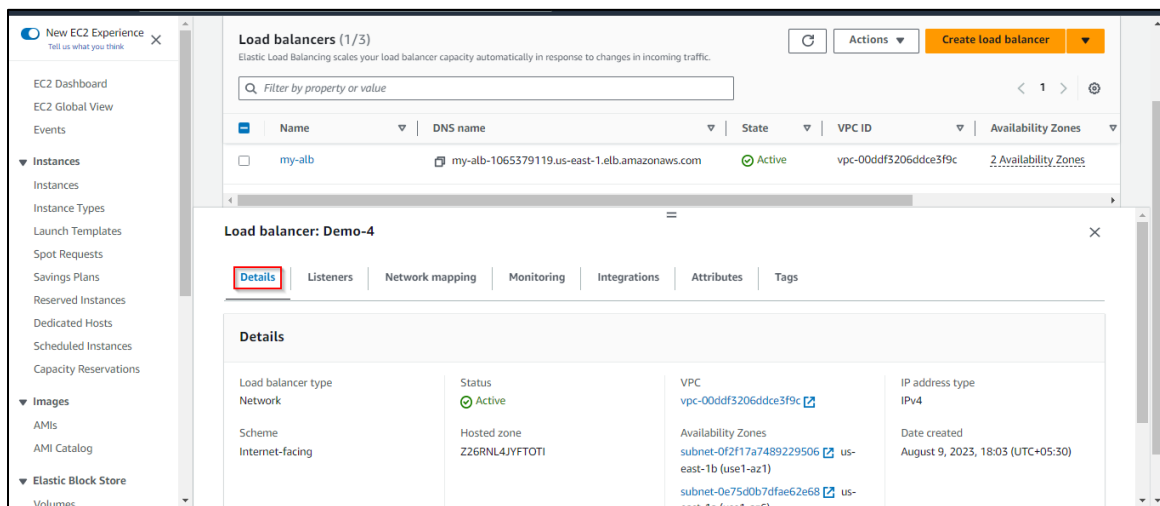 New EC2 Experience
Tell us what you think
EC2 Dashboard
EC2 Global View
Events
Instances
Instances
Instance Types
Launch Templates
Spot Requests
Savings Plans
Reserved Instances
Dedicated Hosts
Scheduled Instances
Capacity Reservations
Images
AMIs
AMI Catalog
Elastic Block Store
Volumes
Load balancers (1/3)
Elastic Load Balancing scales your load balancer capacity automatically in response to changes in incoming traffic.
Actions
Create load balancer
Filter by property or value
1
Name DNS name State VPC ID Availability Zones
my-alb my-alb-1065379119.us-east-1.elb.amazonaws.com Active vpc-00ddf3206ddce3f9c 2 Availability Zones
Load balancer: Demo-4
Details Listeners Network mapping Monitoring Integrations Attributes Tags
Details
Load balancer type Status VPC IP address type
Network Active vpc-00ddf3206ddce3f9c IPv4
Scheme Hosted zone Availability Zones Date created
Internet-facing Z26RNL4JYFTOTI subnet-0f2f17a7489229506 us- August 9, 2023, 18:03 (UTC+05:30)
east-1b (use1-az1)
subnet-0e75d0b7dfae62e68 us-